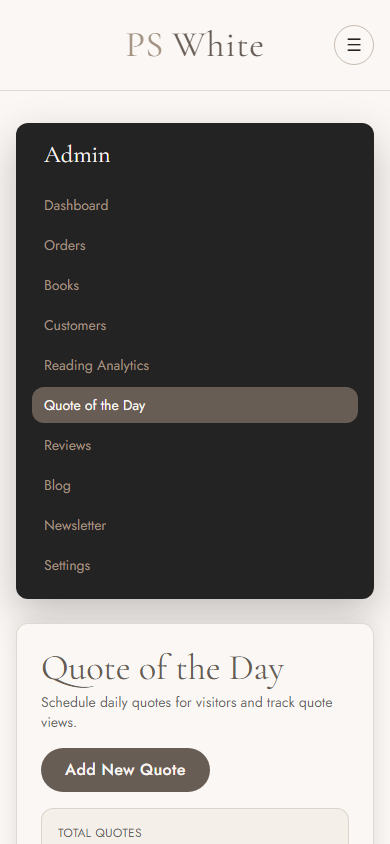 PS White
Admin
Dashboard
Orders
Books
Customers
Reading Analytics
Quote of the Day
Reviews
Blog
Newsletter
Settings
Quote of the Day
Schedule daily quotes for visitors and track quote
views.
Add New Quote
TOTAL QUOTES